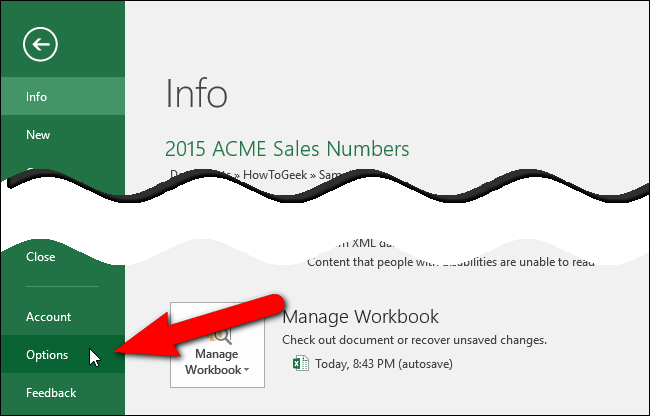 Info
Info
New
2015 ACME Sales Numbers
» HowToGeek »
Close
XML
Content that people with disabilities are unable to read
Account
Manage Workbook
Check out document or recover unsaved changes.
Options
Manage
Workbook
Today, 8:43 PM (autosave)
Feedback